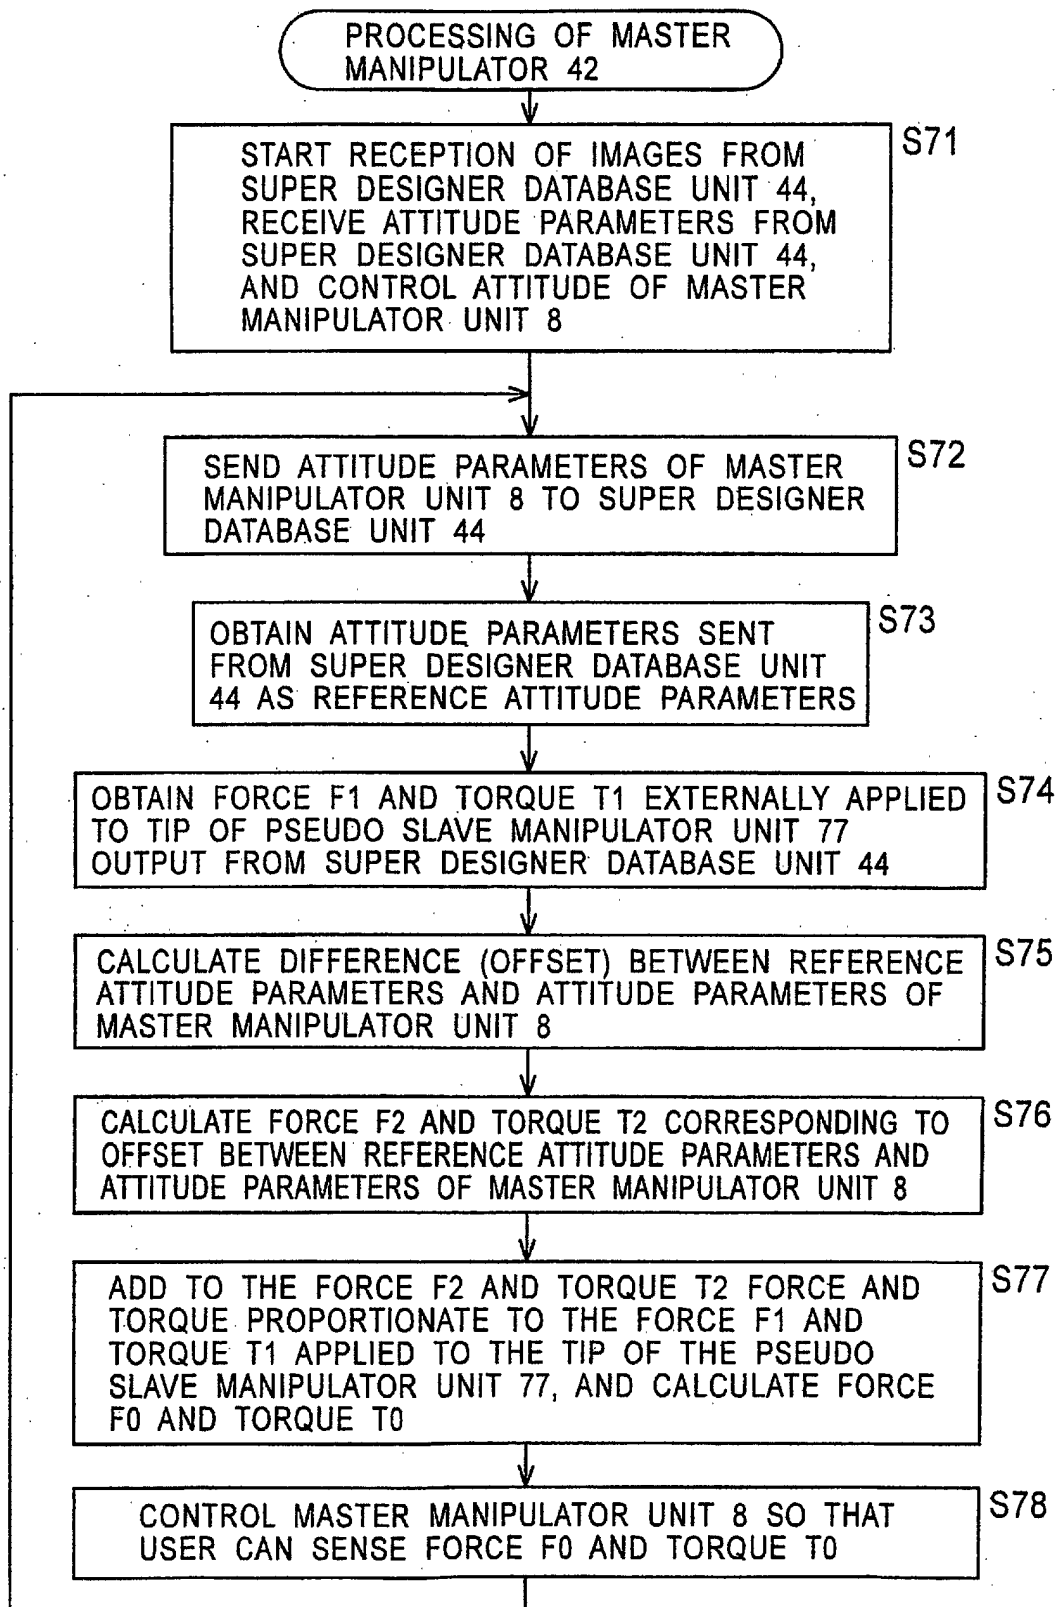 PROCESSING OF MASTER
MANIPULATOR 42
S71
START RECEPTION OF IMAGES FROM
SUPER DESIGNER DATABASE UNIT 44,
RECEIVE ATTITUDE PARAMETERS FROM
SUPER DESIGNER DATABASE UNIT 44,
AND CONTROL ATTITUDE OF MASTER
MANIPULATOR UNIT 8
S72
SEND ATTITUDE PARAMETERS OF MASTER
MANIPULATOR UNIT 8 TO SUPER DESIGNER
DATABASE UNIT 44
S73
OBTAIN ATTITUDE PARAMETERS SENT
FROM SUPER DESIGNER DATABASE UNIT
44 AS REFERENCE ATTITUDE PARAMETERS
S74
OBTAIN FORCE F1 AND TORQUE T1 EXTERNALLY APPLIED
TO TIP OF PSEUDO SLAVE MANIPULATOR UNIT 77
OUTPUT FROM SUPER DESIGNER DATABASE UNIT 44
S75
CALCULATE DIFFERENCE (OFFSET) BETWEEN REFERENCE
ATTITUDE PARAMETERS AND ATTITUDE PARAMETERS OF
MASTER MANIPULATOR UNIT 8
S76
CALCULATE FORCE F2 AND TORQUE T2 CORRESPONDING TO
OFFSET BETWEEN REFERENCE ATTITUDE PARAMETERS AND
ATTITUDE PARAMETERS OF MASTER MANIPULATOR UNIT 8
S77
ADD TO THE FORCE F2 AND TORQUE T2 FORCE AND
TORQUE PROPORTIONATE TO THE FORCE F1 AND
TORQUE T1 APPLIED TO THE TIP OF THE PSEUDO
SLAVE MANIPULATOR UNIT 77, AND CALCULATE FORCE
F0 AND TORQUE T0
S78
CONTROL MASTER MANIPULATOR UNIT 8 SO THAT
USER CAN SENSE FORCE F0 AND TORQUE T0